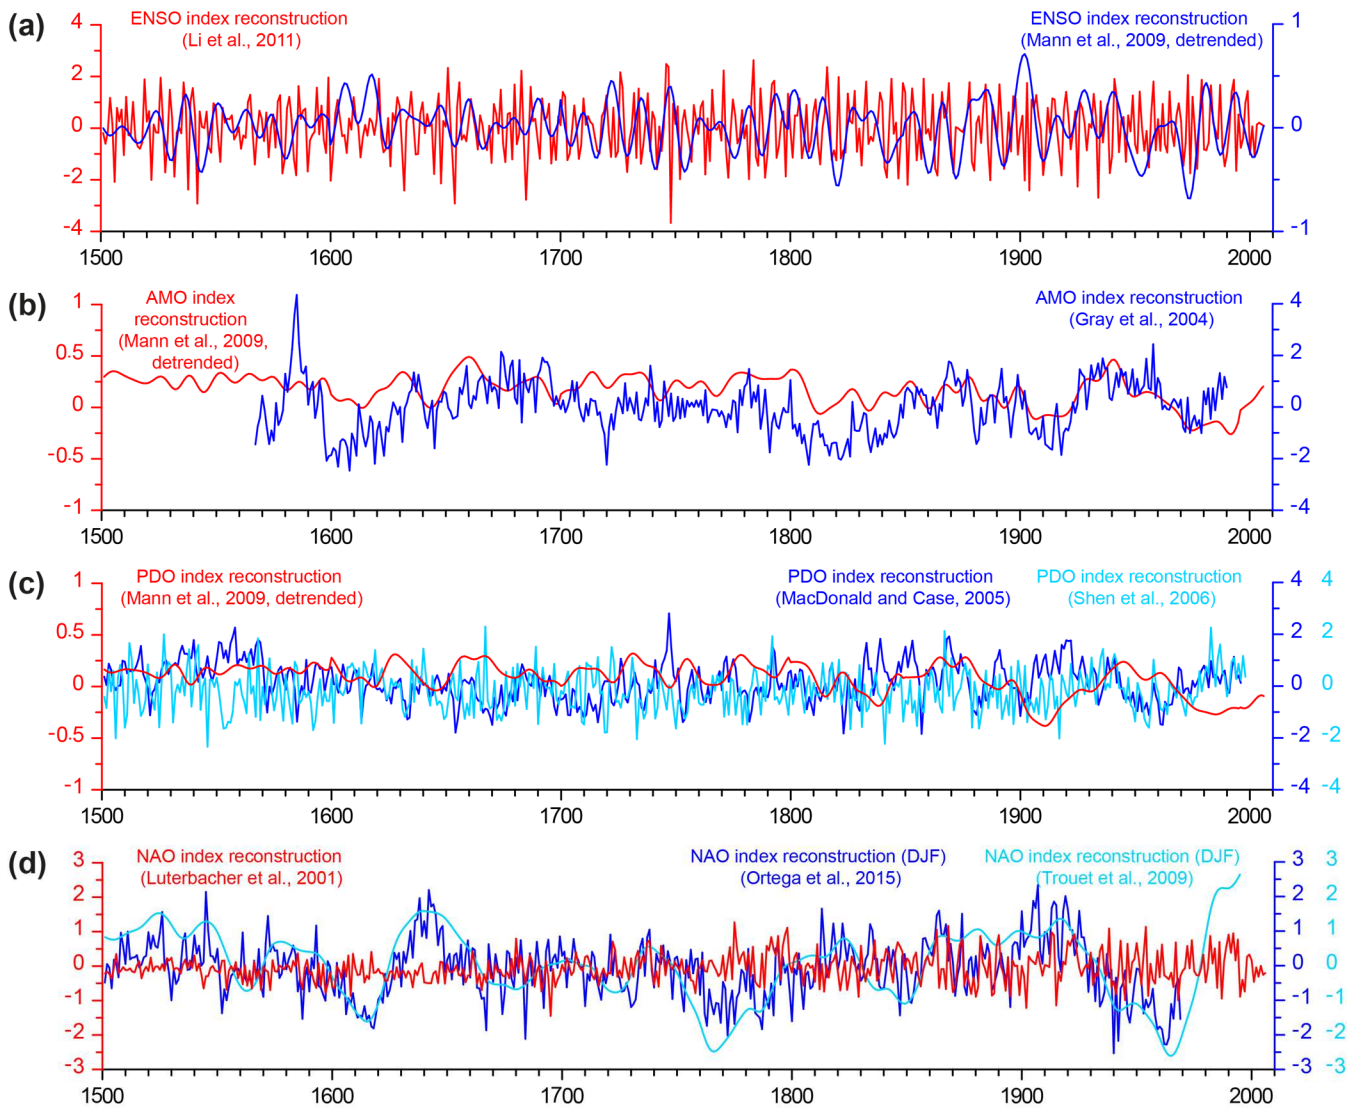 (a)
ENSO index reconstruction
(Li et al., 2011)
ENSO index reconstruction
(Mann et al., 2009, detrended)
4
2
0
-2
-4
1
0
-1
1500 1600 1700 1800 1900 2000
(b)
AMO index
reconstruction
(Mann et al., 2009,
detrended)
AMO index reconstruction
(Gray et al., 2004)
1
0.5
0
-0.5
-1
4
2
0
-2
-4
1500 1600 1700 1800 1900 2000
(c)
PDO index reconstruction
(Mann et al., 2009, detrended)
PDO index reconstruction
(MacDonald and Case, 2005)
PDO index reconstruction
(Shen et al., 2006)
1
0.5
0
-0.5
-1
4
2
0
-2
-4
4
2
0
-2
-4
1500 1600 1700 1800 1900 2000
(d)
NAO index reconstruction
(Luterbacher et al., 2001)
NAO index reconstruction (DJF)
(Ortega et al., 2015)
NAO index reconstruction (DJF)
(Trouet et al., 2009)
3
2
1
0
-1
-2
-3
3
2
1
0
-1
-2
-3
3
2
1
0
-1
-2
-3
1500 1600 1700 1800 1900 2000